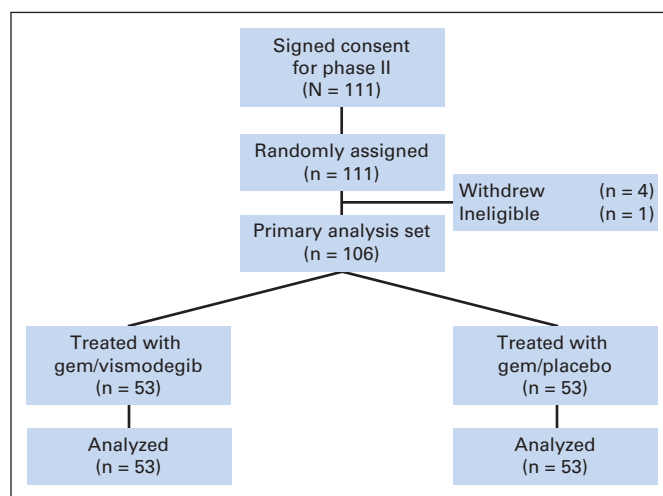 Signed consent
for phase II
(N = 111)
Randomly assigned
(n = 111)
Withdrew (n = 4)
Ineligible (n = 1)
Primary analysis set
(n = 106)
Treated with
gem/vismodegib
(n = 53)
Treated with
gem/placebo
(n = 53)
Analyzed
(n = 53)
Analyzed
(n = 53)